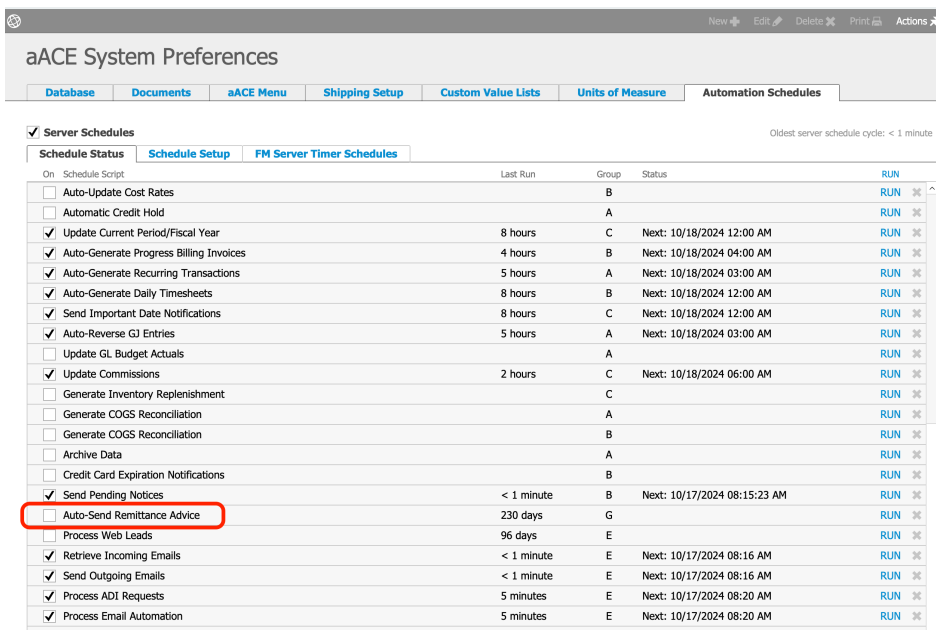 New Edit Delete Print Actions
aACE System Preferences
Database Documents aACE Menu Shipping Setup Custom Value Lists Units of Measure Automation Schedules
Server Schedules Oldest server schedule cycle: < 1 minute
Schedule Status Schedule Setup FM Server Timer Schedules
On Schedule Script Last Run Group Status RUN
Auto-Update Cost Rates B RUN
Automatic Credit Hold A RUN
Update Current Period/Fiscal Year 8 hours C Next: 10/18/2024 12:00 AM RUN
Auto-Generate Progress Billing Invoices 4 hours B Next: 10/18/2024 04:00 AM RUN
Auto-Generate Recurring Transactions 5 hours A Next: 10/18/2024 03:00 AM RUN
Auto-Generate Daily Timesheets 8 hours B Next: 10/18/2024 12:00 AM RUN
Send Important Date Notifications 8 hours C Next: 10/18/2024 12:00 AM RUN
Auto-Reverse GJ Entries 5 hours A Next: 10/18/2024 03:00 AM RUN
Update GL Budget Actuals A RUN
Update Commissions 2 hours C Next: 10/18/2024 06:00 AM RUN
Generate Inventory Replenishment C RUN
Generate COGS Reconciliation A RUN
Generate COGS Reconciliation B RUN
Archive Data A RUN
Credit Card Expiration Notifications B RUN
Send Pending Notices < 1 minute B Next: 10/17/2024 08:15:23 AM RUN
Auto-Send Remittance Advice 230 days G RUN
Process Web Leads 96 days E RUN
Retrieve Incoming Emails < 1 minute E Next: 10/17/2024 08:16 AM RUN
Send Outgoing Emails < 1 minute E Next: 10/17/2024 08:16 AM RUN
Process ADI Requests 5 minutes E Next: 10/17/2024 08:20 AM RUN
Process Email Automation 5 minutes E Next: 10/17/2024 08:20 AM RUN